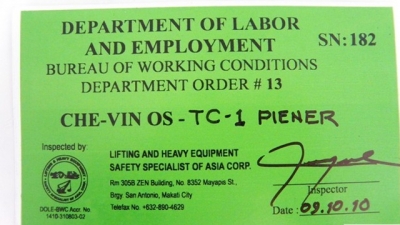 DEPARTMENT OF LABOR
AND EMPLOYMENT
SN: 182
BUREAU OF WORKING CONDITIONS
DEPARTMENT ORDER # 13
CHE-VIN OS - TC-1 PIENER
Inspected by:
LIFTING AND HEAVY EQUIPMENT
SAFETY SPECIALIST OF ASIA CORP.
Rm 305B ZEN Building, No. 8352 Mayapis St.,
Brgy. San Antonio, Makati City
Telefax No. +632-890-4629
DOLE-BWC Accr. No.
1410-310803-02
Inspector
Date : 09.10.10